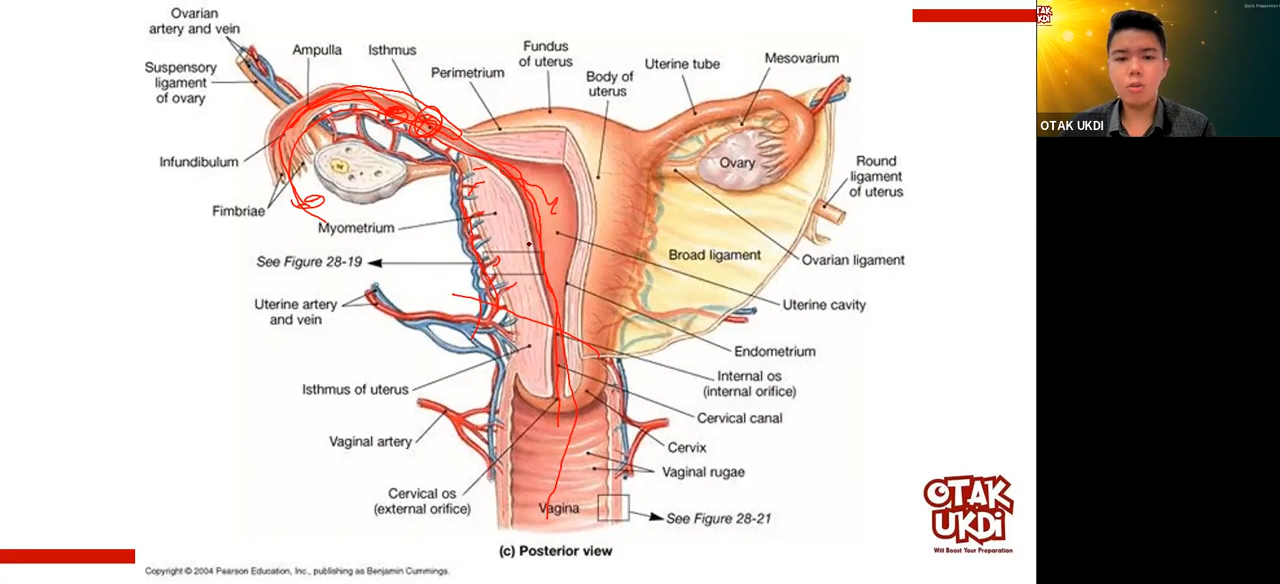 Ovarian
artery and vein
Ampulla
Isthmus
Fundus
of uterus
Perimetrium
Body of
uterus
Uterine tube
Mesovarium
Suspensory
ligament
of ovary
Infundibulum
Ovary
Round
ligament
of uterus
Fimbriae
Myometrium
See Figure 28-19
Broad ligament
Ovarian ligament
Uterine artery
and vein
Uterine cavity
Endometrium
Isthmus of uterus
Internal os
(internal orifice)
Cervical canal
Vaginal artery
Cervix
Vaginal rugae
Cervical os
(external orifice)
Vagina
See Figure 28-21
(c) Posterior view
Copyright © 2004 Pearson Education, Inc., publishing as Benjamin Cummings.
OTAK
UKDI
Will Boost Your Preparation
TAK
KDI
OTAK UKDI